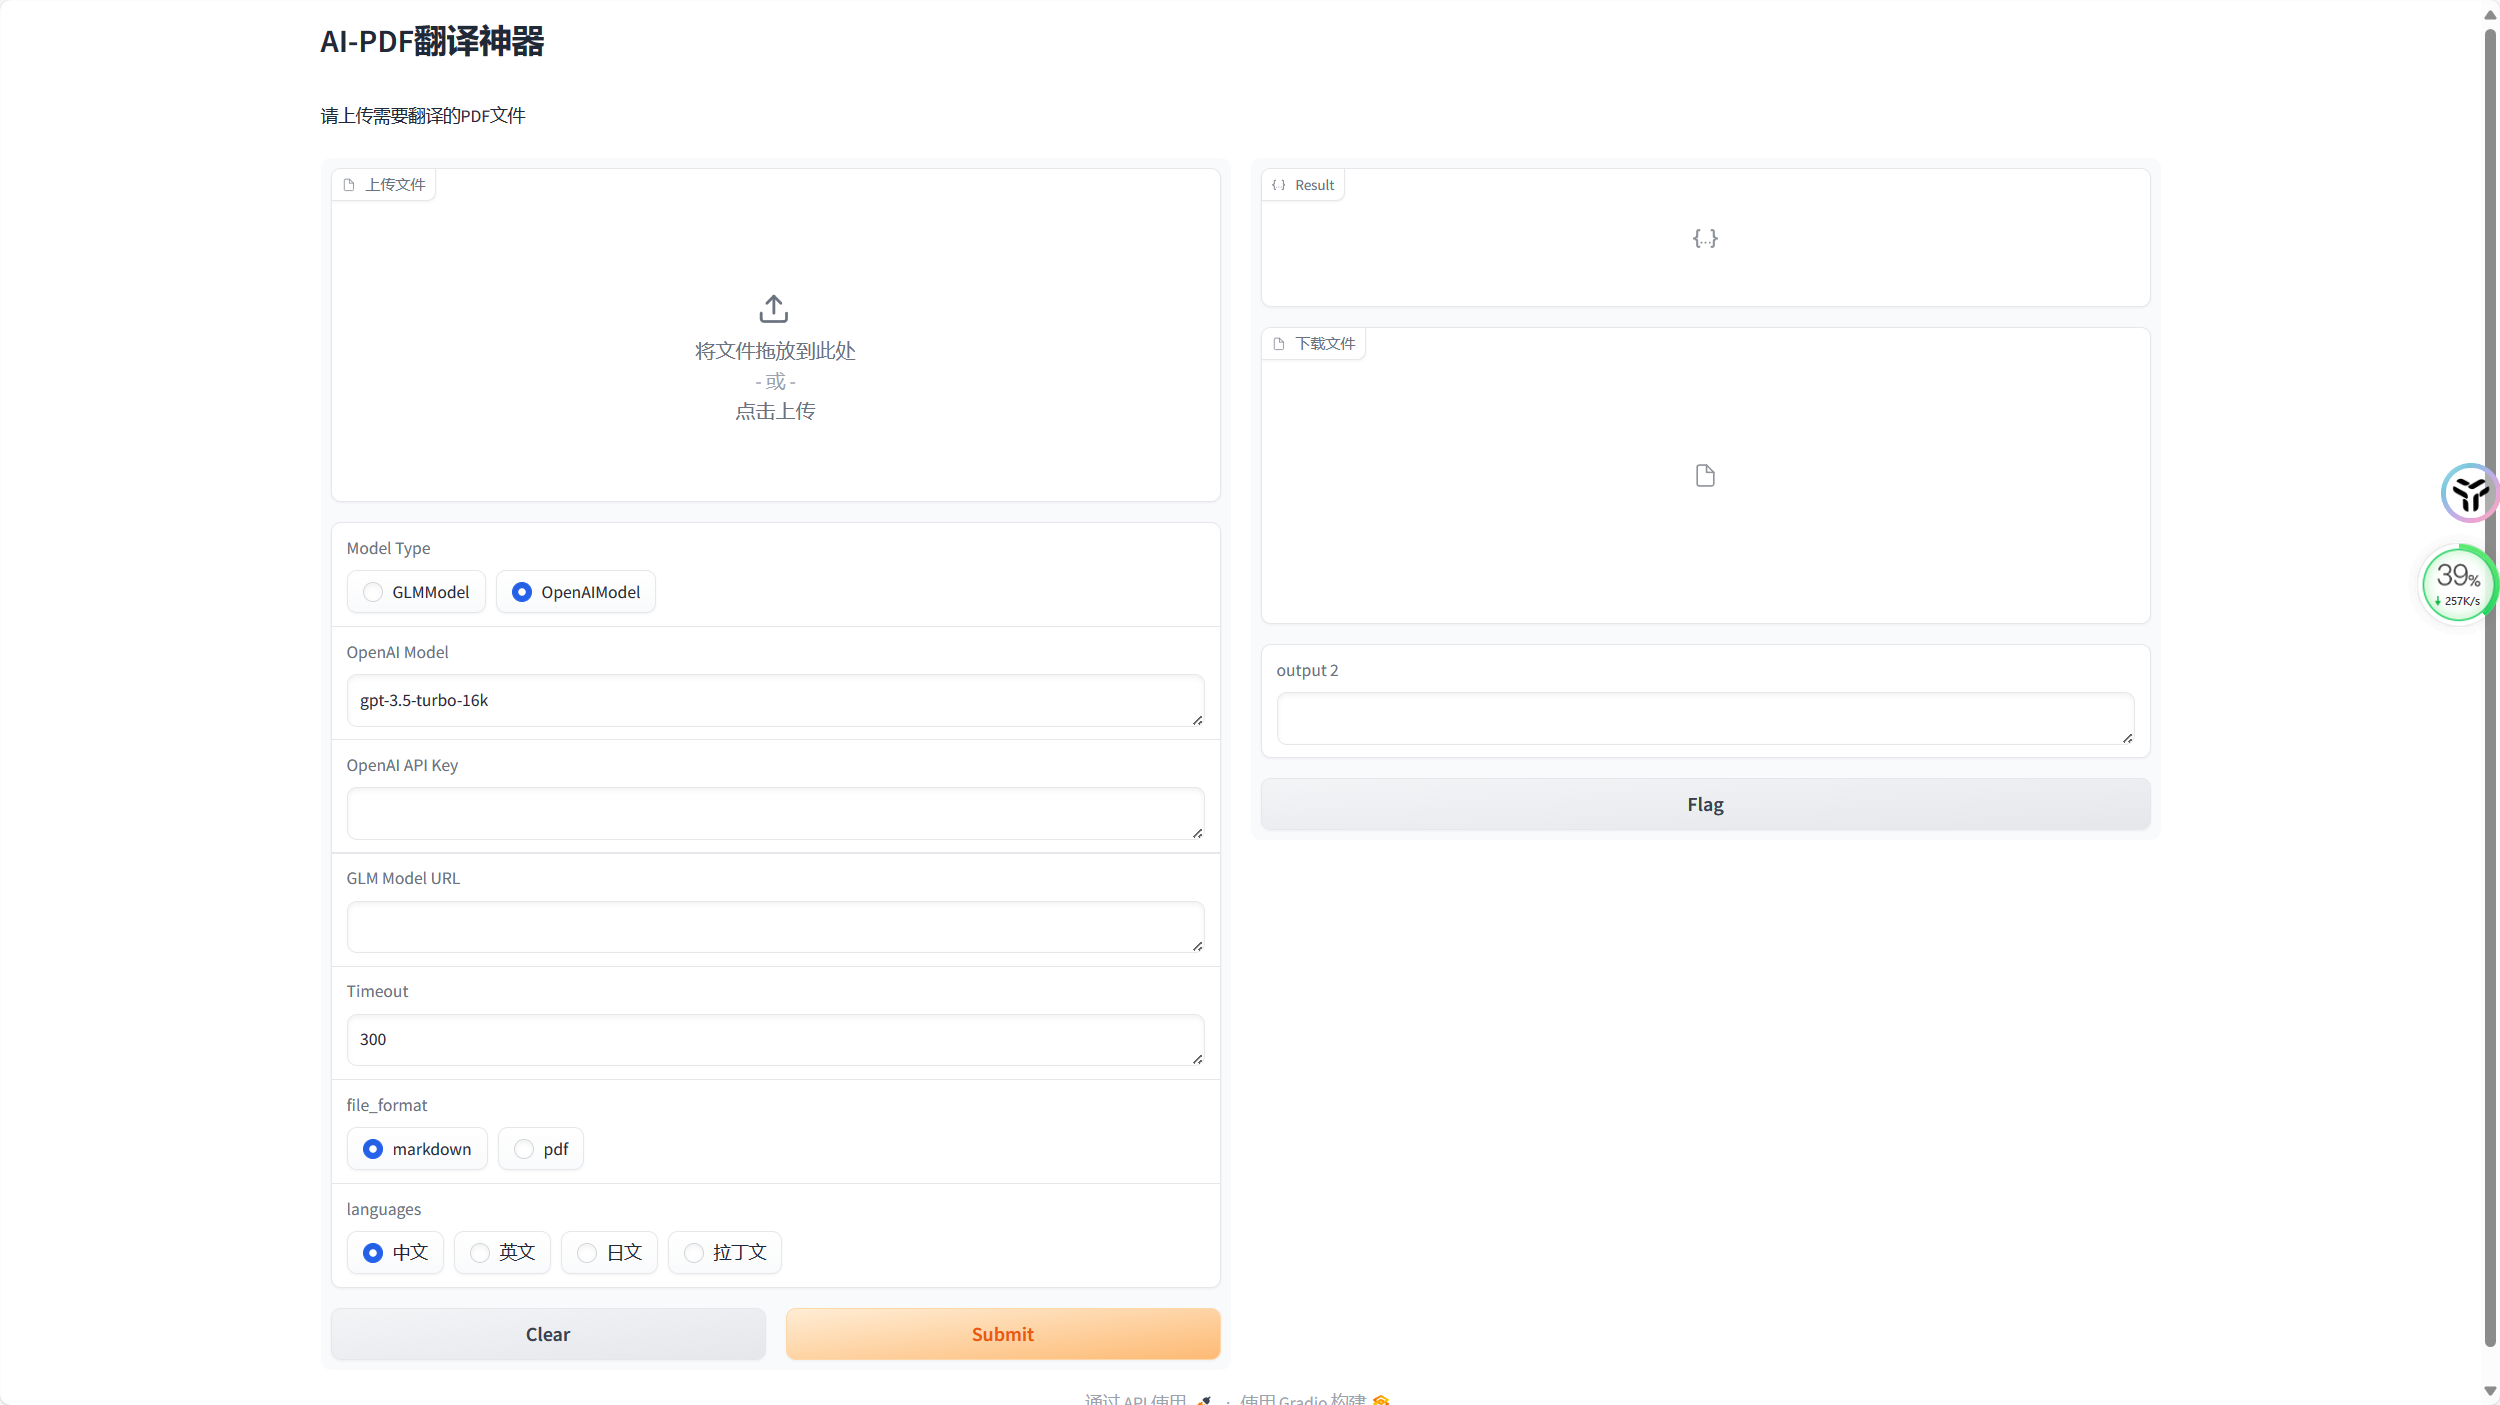 AI-PDF翻译神器
请上传需要翻译的PDF文件
上传文件
将文件拖放到此处
- 或 -
点击上传
Model Type
GLMModel
OpenAIModel
OpenAI Model
gpt-3.5-turbo-16k
OpenAI API Key
GLM Model URL
Timeout
300
file_format
markdown
pdf
languages
中文
英文
日文
拉丁文
Clear
Submit
{} Result
{...}
下载文件
output 2
Flag
39%
257K/s
通过 API 使用 · 使用 Gradio 构建